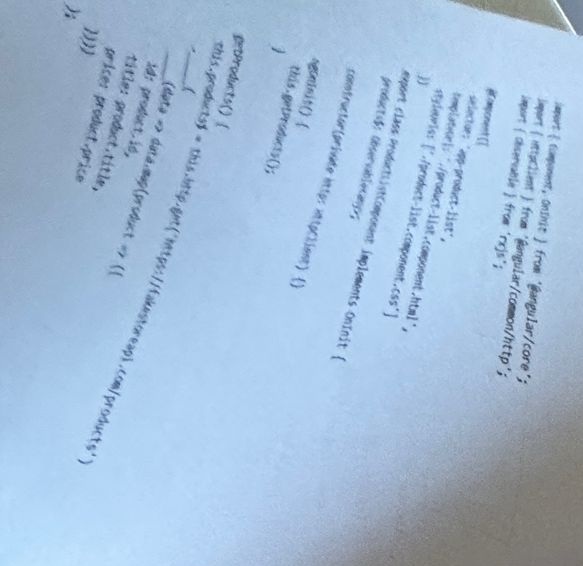 import { Component, OnInit } from '@angular/core';
import { HttpClient } from '@angular/common/http';
import { Observable } from 'rxjs';
@Component({
selector: 'app-product-list',
templateUrl: './product-list.component.html',
styleUrls: ['./product-list.component.css']
})
export class ProductListComponent implements OnInit {
products$: Observable<any>;
constructor(private http: HttpClient) {}
ngOnInit() {
this.getProducts();
}
getProducts() {
this.products$ = this.http.get('https://fakestoreapi.com/products')
.____(
____(data => data.map(product => ({
id: product.id,
title: product.title,
price: product.price
}))))
);